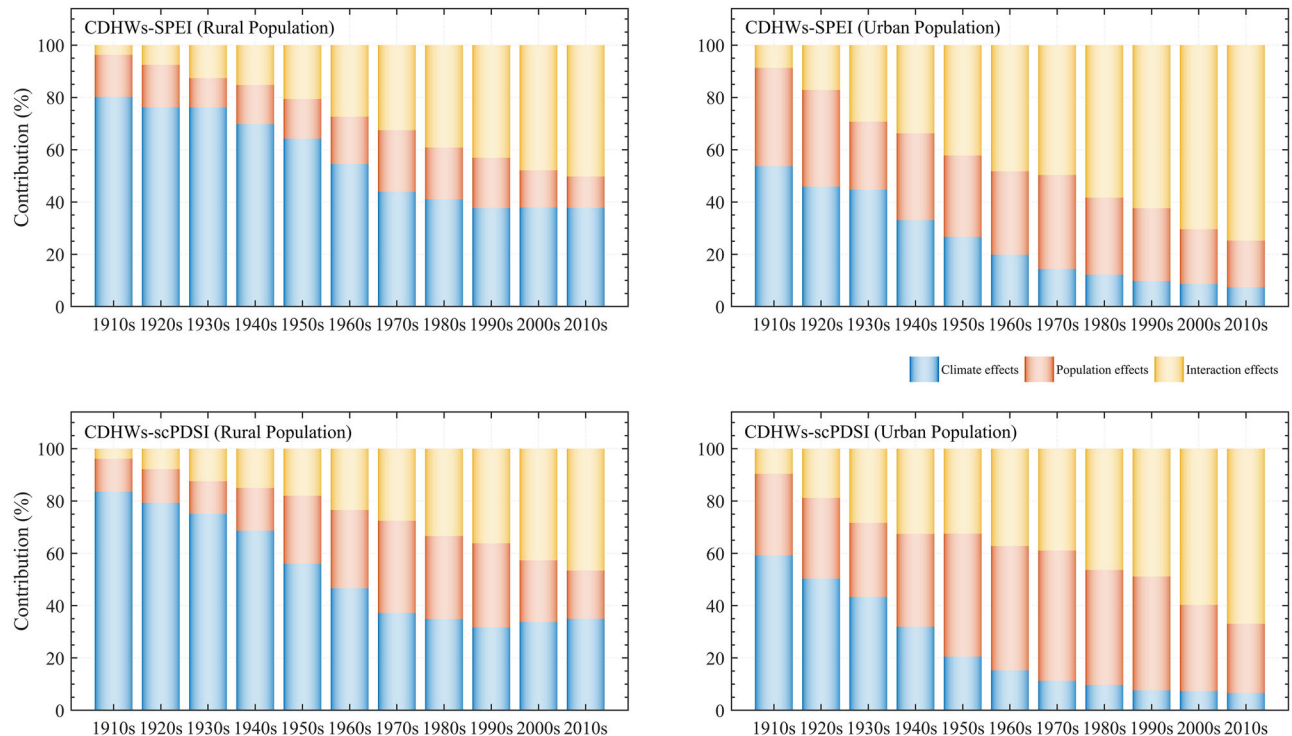 CDHWs-SPEI (Rural Population)
Contribution (%)
100
80
60
40
20
0
1910s 1920s 1930s 1940s 1950s 1960s 1970s 1980s 1990s 2000s 2010s
CDHWs-SPEI (Urban Population)
100
80
60
40
20
0
1910s 1920s 1930s 1940s 1950s 1960s 1970s 1980s 1990s 2000s 2010s
Climate effects Population effects Interaction effects
CDHWs-scPDSI (Rural Population)
Contribution (%)
100
80
60
40
20
0
1910s 1920s 1930s 1940s 1950s 1960s 1970s 1980s 1990s 2000s 2010s
CDHWs-scPDSI (Urban Population)
100
80
60
40
20
0
1910s 1920s 1930s 1940s 1950s 1960s 1970s 1980s 1990s 2000s 2010s